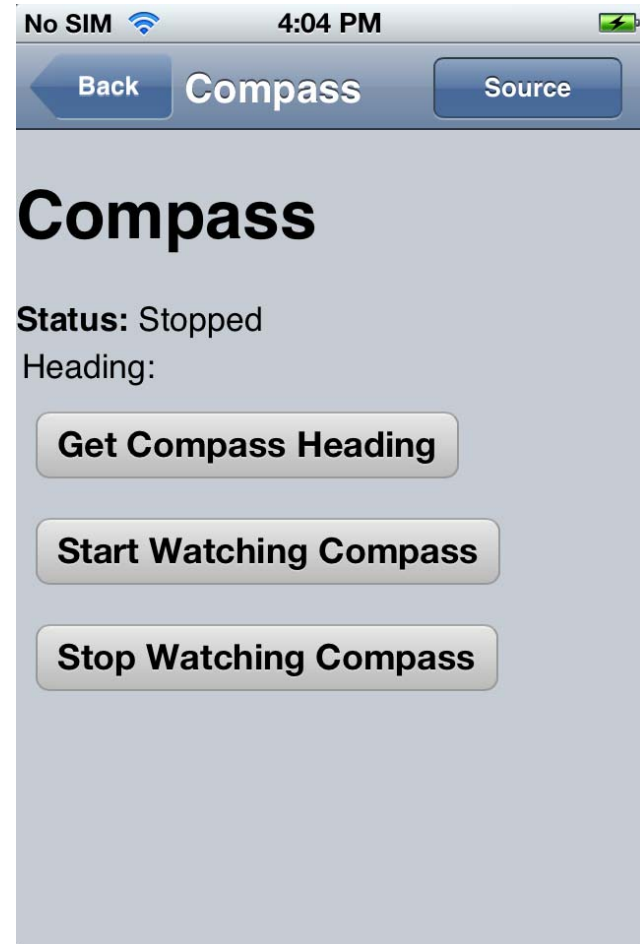 No SIM 4:04 PM
Back Compass Source
Compass
Status: Stopped
Heading:
Get Compass Heading
Start Watching Compass
Stop Watching Compass